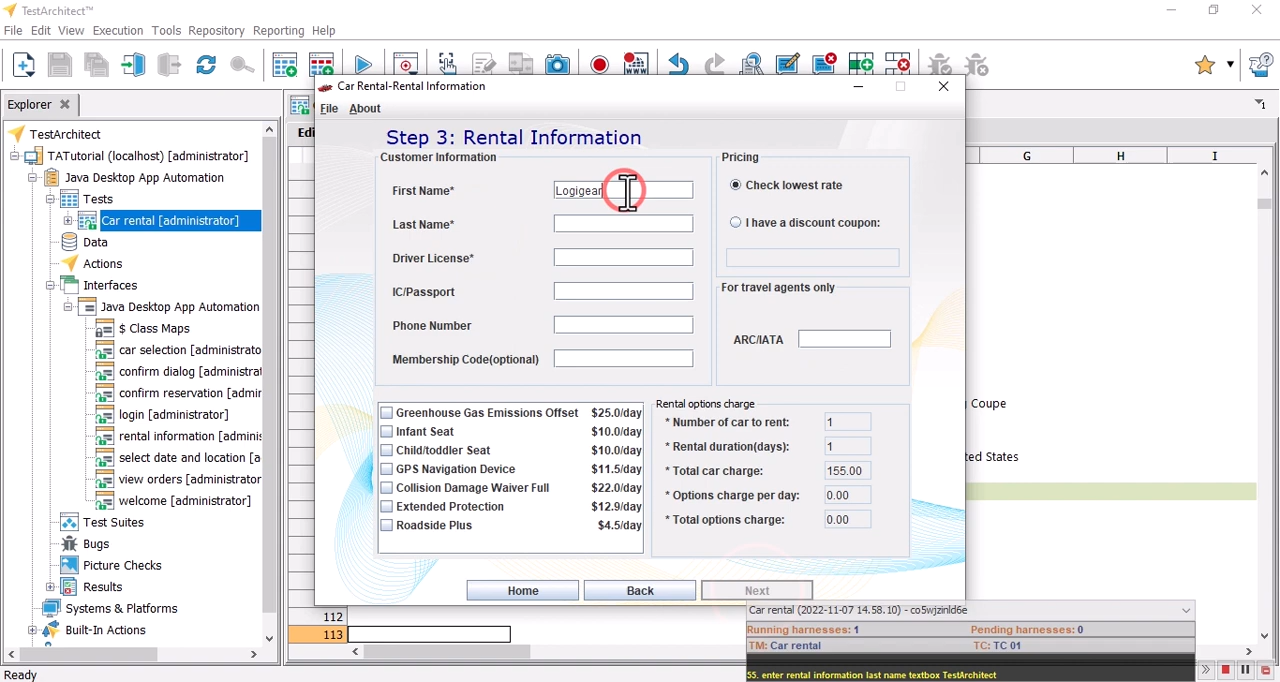 TestArchitect™
File Edit View Execution Tools Repository Reporting Help
Explorer
TestArchitect
TATutorial (localhost) [administrator]
Java Desktop App Automation
Tests
Car rental [administrator]
Data
Actions
Interfaces
Java Desktop App Automation
$ Class Maps
car selection [administrato
confirm dialog [administra
confirm reservation [admin
login [administrator]
rental information [adminis
select date and location [a
view orders [administrator
welcome [administrator]
Test Suites
Bugs
Picture Checks
Results
Systems & Platforms
Built-In Actions
Ready
Edi
G H I
Coupe
ted States
112
113
Car Rental-Rental Information
File About
Step 3: Rental Information
Customer Information
First Name* Logigear
Last Name*
Driver License*
IC/Passport
Phone Number
Membership Code(optional)
Pricing
Check lowest rate
I have a discount coupon:
For travel agents only
ARC/IATA
Greenhouse Gas Emissions Offset $25.0/day
Infant Seat $10.0/day
Child/toddler Seat $10.0/day
GPS Navigation Device $11.5/day
Collision Damage Waiver Full $22.0/day
Extended Protection $12.9/day
Roadside Plus $4.5/day
Rental options charge
* Number of car to rent: 1
* Rental duration(days): 1
* Total car charge: 155.00
* Options charge per day: 0.00
* Total options charge: 0.00
Home Back Next
Car rental (2022-11-07 14.58.10) - co5wjzinld6e
Running harnesses: 1 Pending harnesses: 0
TM: Car rental TC: TC 01
55. enter rental information last name textbox TestArchitect